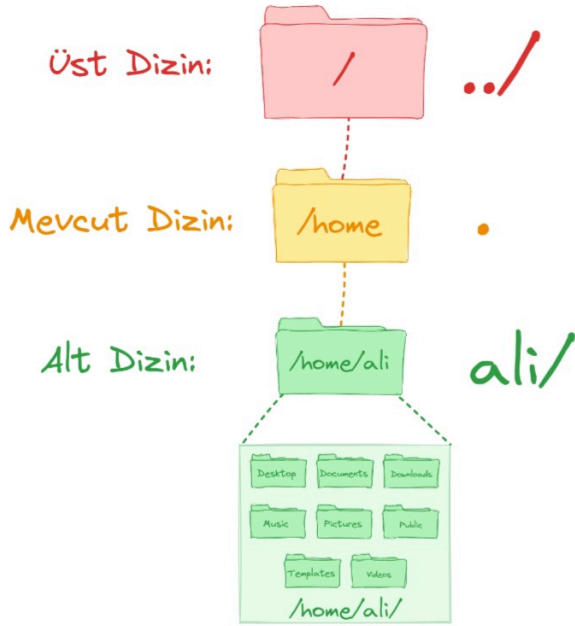 Üst Dizin: / ../
Mevcut Dizin: /home .
Alt Dizin: /home/ali ali/
Desktop Documents Downloads
Music Pictures Public
Templates Videos
/home/ali/